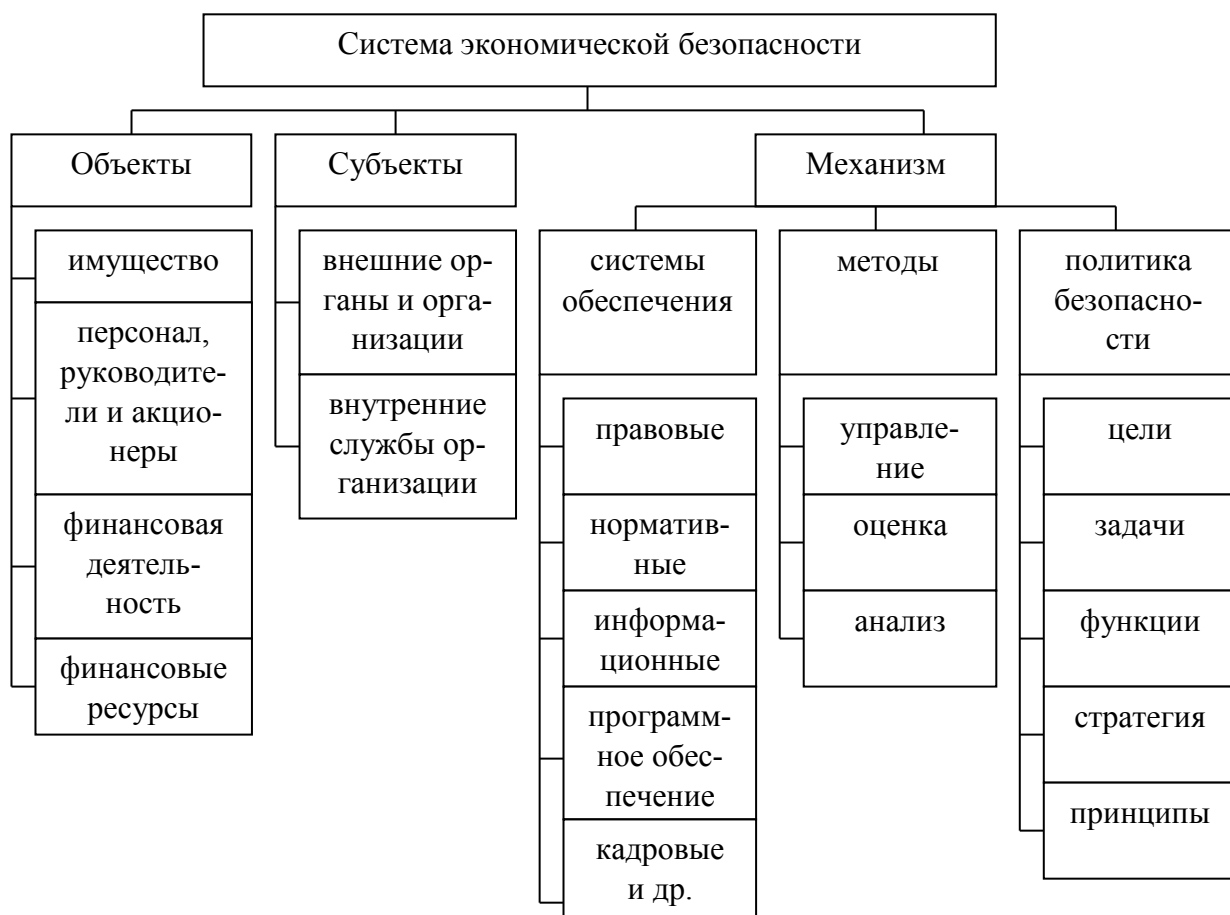 Система экономической безопасности
Объекты
Субъекты
Механизм
имущество
персонал,
руководите-
ли и акцио-
неры
финансовая
деятель-
ность
финансовые
ресурсы
внешние ор-
ганы и орга-
низации
внутренние
службы ор-
ганизации
системы
обеспечения
правовые
норматив-
ные
информа-
ционные
программ-
ное обес-
печение
кадровые
и др.
методы
управле-
ние
оценка
анализ
политика
безопасно-
сти
цели
задачи
функции
стратегия
принципы